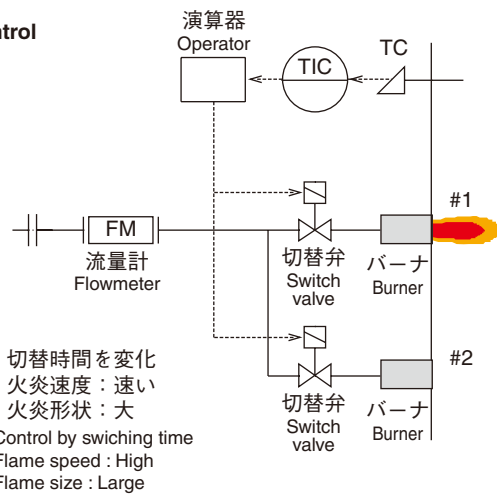 ntrol
演算器
Operator
TIC
TC
FM
流量計
Flowmeter
切替弁
Switch
valve
バーナ
Burner
#1
切替弁
Switch
valve
バーナ
Burner
#2
切替時間を変化
火炎速度：速い
火炎形状：大
Control by swiching time
Flame speed : High
Flame size : Large